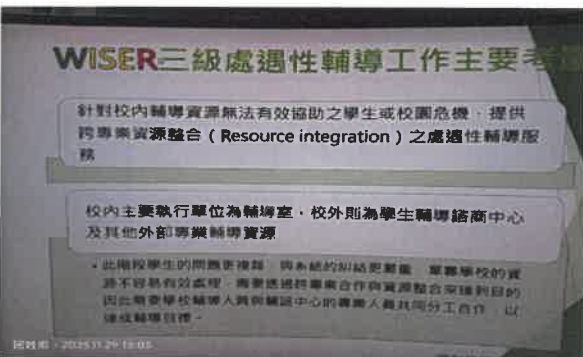 WISER三級處遇性輔導工作主要考
針對校內輔導資源無法有效協助之學生或校園危機，提供
跨專業資源整合（Resource integration）之處遇性輔導服
務
校內主要執行單位為輔導室，校外則為學生輔導諮商中心
及其他外部專業輔導資源
• 此階段學生的問題更複雜，與系統的糾結更嚴重，單靠學校的資
源不容易有效處理，需要透過跨專業合作與資源整合來達到目的
因此需要學校輔導人員與輔諮中心的專業人員共同分工合作，以
達成輔導目標。